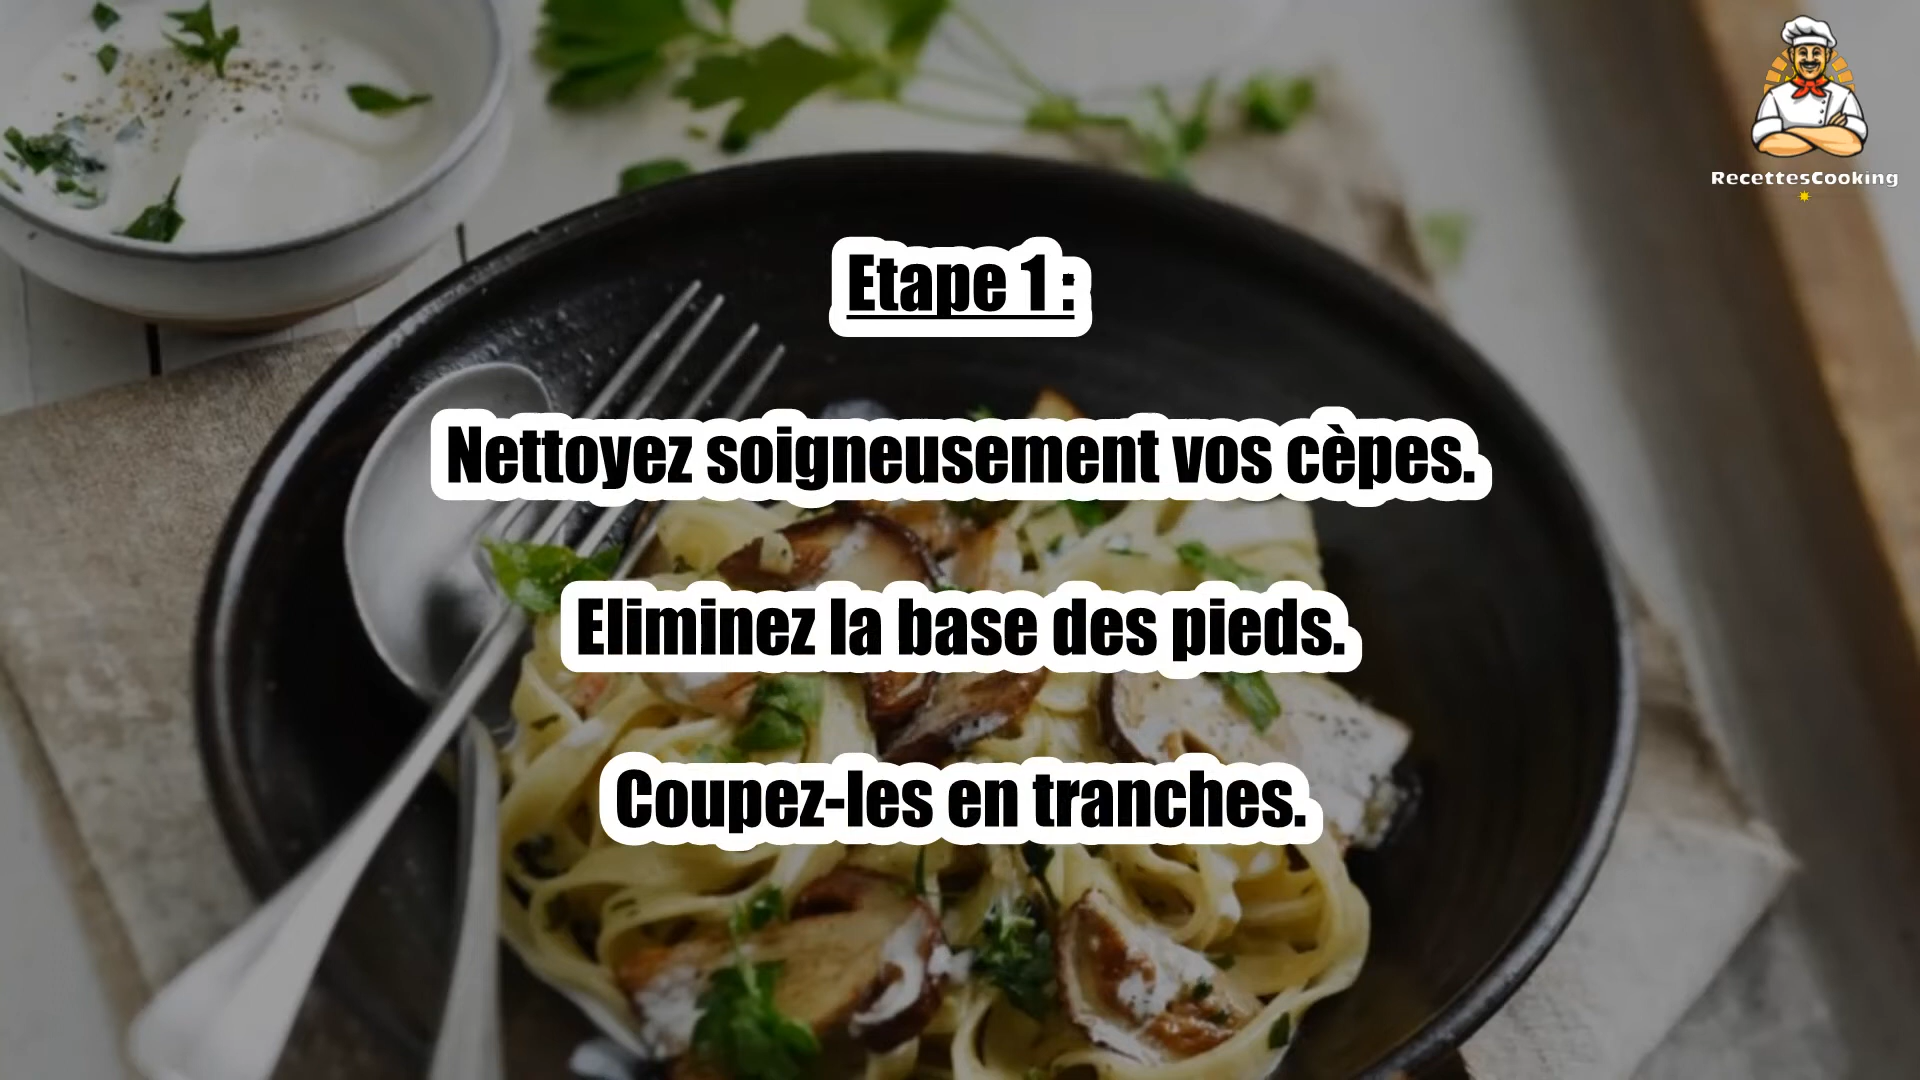 RecettesCooking
Etape 1 :
Nettoyez soigneusement vos cèpes.
Eliminez la base des pieds.
Coupez-les en tranches.